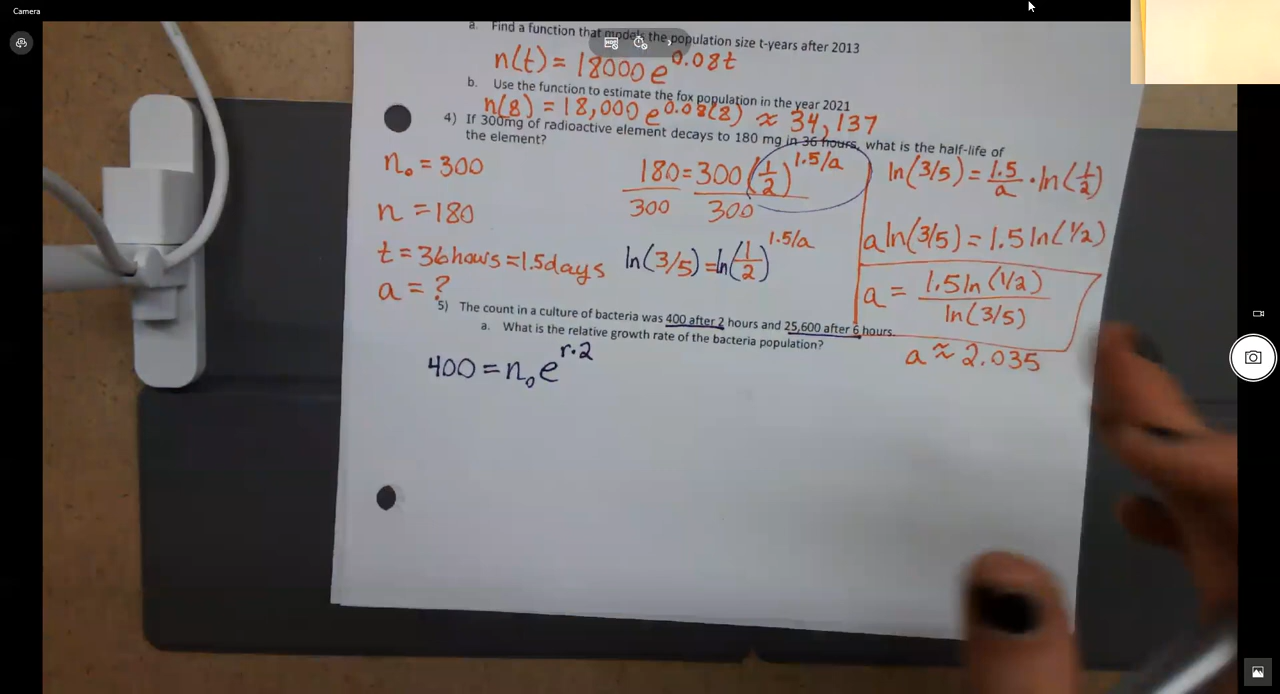 Camera
a. Find a function that models the population size t-years after 2013
n(t) = 18000 e^0.08t
b. Use the function to estimate the fox population in the year 2021
n(8) = 18,000 e^0.08(8) ≈ 34,137
4) If 300mg of radioactive element decays to 180 mg in 36 hours, what is the half-life of
the element?
n₀ = 300
180 = 300 (1/2)^1.5/a
300 300
ln(3/5) = 1.5/a · ln(1/2)
n = 180
a ln(3/5) = 1.5 ln(1/2)
t = 36 hours = 1.5 days
ln(3/5) = ln(1/2)^1.5/a
a = 1.5 ln(1/2) / ln(3/5)
a = ?
a ≈ 2.035
5) The count in a culture of bacteria was 400 after 2 hours and 25,600 after 6 hours.
a. What is the relative growth rate of the bacteria population?
400 = n₀ e^r·2